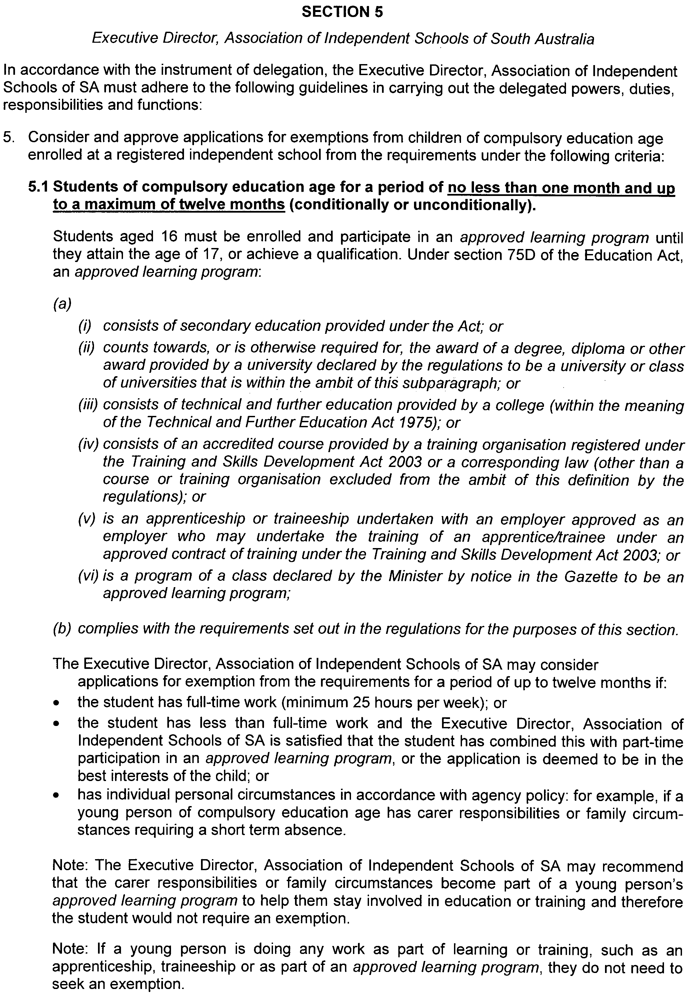 SECTION 5
Executive Director, Association of Independent Schools of South Australia
In accordance with the instrument of delegation, the Executive Director, Association of Independent
Schools of SA must adhere to the following guidelines in carrying out the delegated powers, duties,
responsibilities and functions:
5. Consider and approve applications for exemptions from children of compulsory education age
enrolled at a registered independent school from the requirements under the following criteria:
5.1 Students of compulsory education age for a period of no less than one month and up
to a maximum of twelve months (conditionally or unconditionally).
Students aged 16 must be enrolled and participate in an approved learning program until
they attain the age of 17, or achieve a qualification. Under section 75D of the Education Act,
an approved learning program:
(a)
(i) consists of secondary education provided under the Act; or
(ii) counts towards, or is otherwise required for, the award of a degree, diploma or other
award provided by a university declared by the regulations to be a university or class
of universities that is within the ambit of this subparagraph; or
(iii) consists of technical and further education provided by a college (within the meaning
of the Technical and Further Education Act 1975); or
(iv) consists of an accredited course provided by a training organisation registered under
the Training and Skills Development Act 2003 or a corresponding law (other than a
course or training organisation excluded from the ambit of this definition by the
regulations); or
(v) is an apprenticeship or traineeship undertaken with an employer approved as an
employer who may undertake the training of an apprentice/trainee under an
approved contract of training under the Training and Skills Development Act 2003; or
(vi) is a program of a class declared by the Minister by notice in the Gazette to be an
approved learning program;
(b) complies with the requirements set out in the regulations for the purposes of this section.
The Executive Director, Association of Independent Schools of SA may consider
applications for exemption from the requirements for a period of up to twelve months if:
• the student has full-time work (minimum 25 hours per week); or
• the student has less than full-time work and the Executive Director, Association of
Independent Schools of SA is satisfied that the student has combined this with part-time
participation in an approved learning program, or the application is deemed to be in the
best interests of the child; or
• has individual personal circumstances in accordance with agency policy: for example, if a
young person of compulsory education age has carer responsibilities or family circum-
stances requiring a short term absence.
Note: The Executive Director, Association of Independent Schools of SA may recommend
that the carer responsibilities or family circumstances become part of a young person's
approved learning program to help them stay involved in education or training and therefore
the student would not require an exemption.
Note: If a young person is doing any work as part of learning or training, such as an
apprenticeship, traineeship or as part of an approved learning program, they do not need to
seek an exemption.